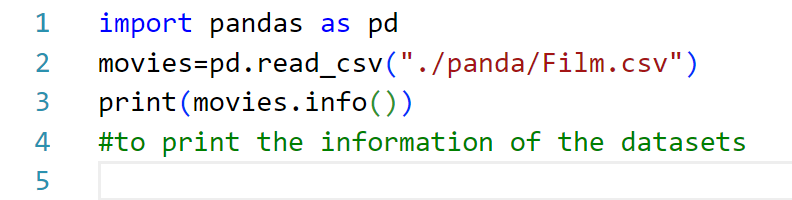 1 import pandas as pd
2 movies=pd.read_csv("./panda/Film.csv")
3 print(movies.info())
4 #to print the information of the datasets
5